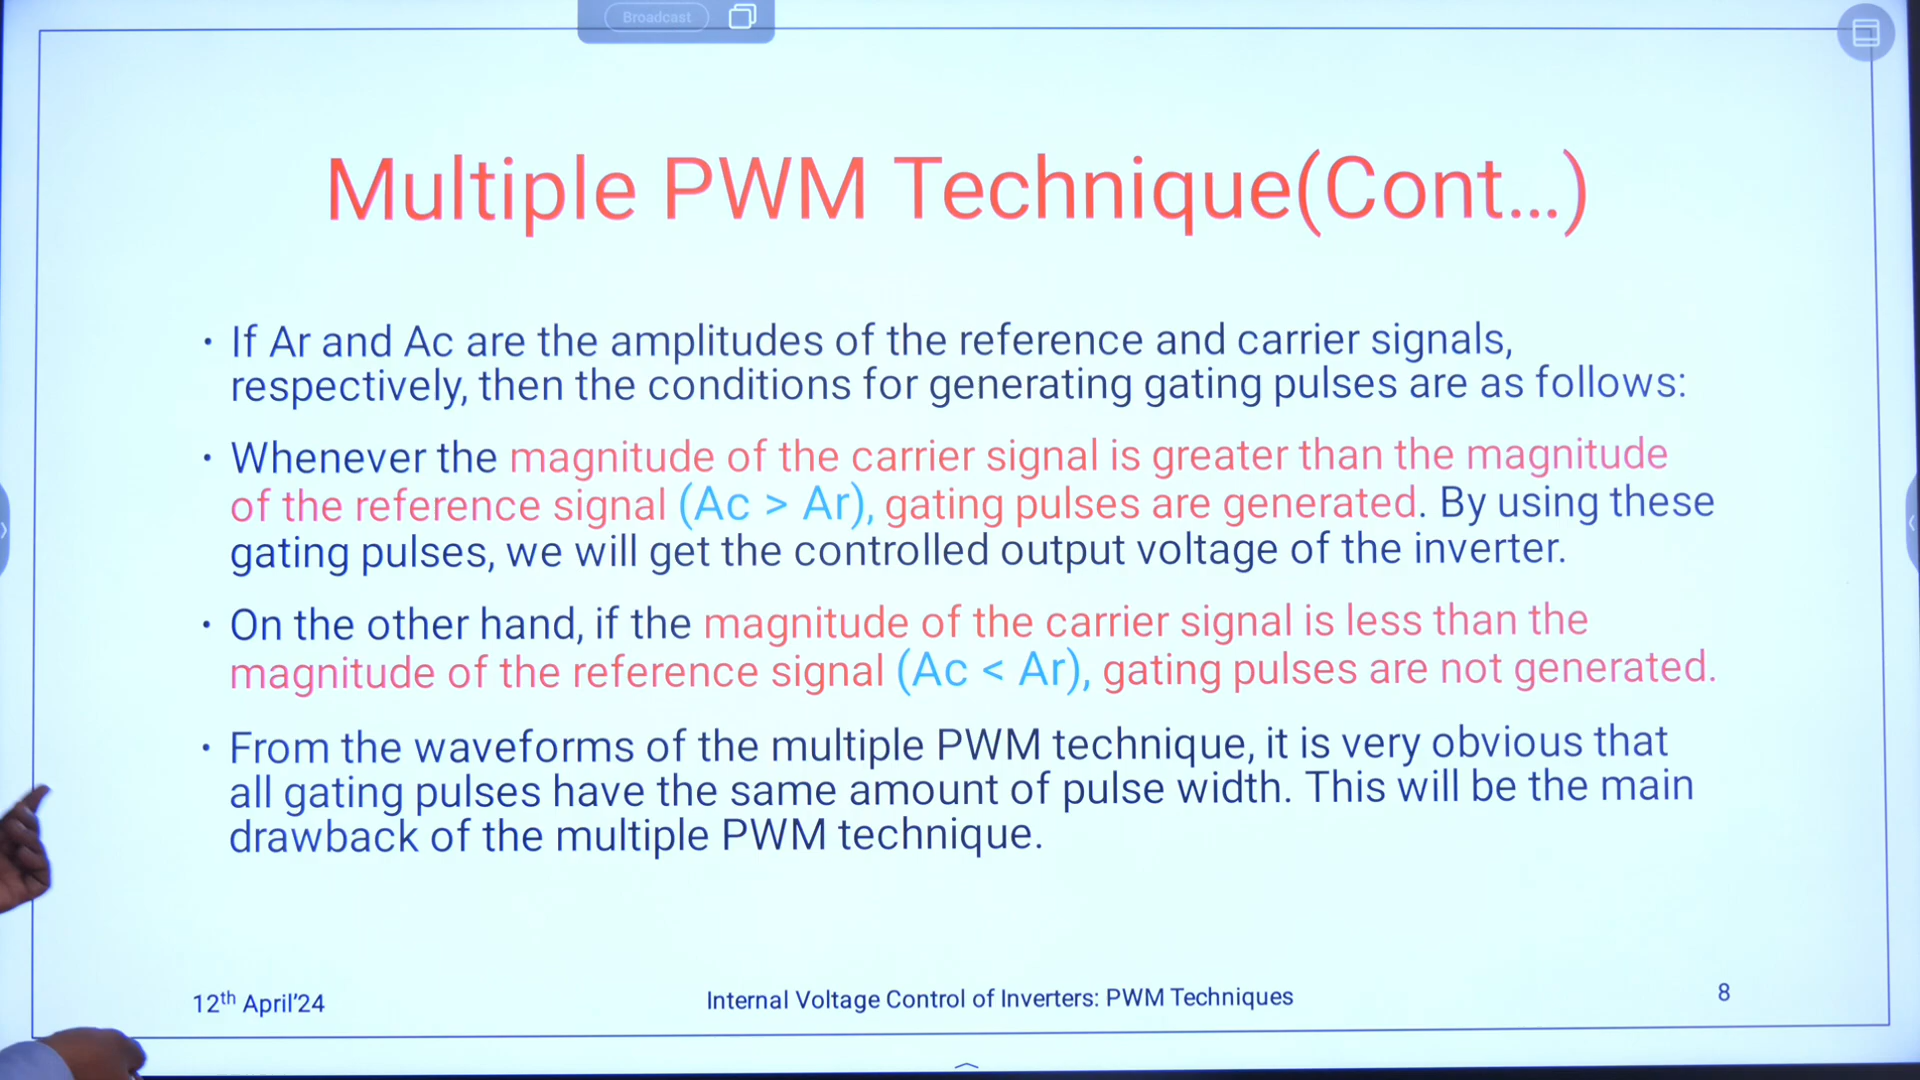 Broadcast
Multiple PWM Technique(Cont...)
• If Ar and Ac are the amplitudes of the reference and carrier signals,
respectively, then the conditions for generating gating pulses are as follows:
• Whenever the magnitude of the carrier signal is greater than the magnitude
of the reference signal (Ac > Ar), gating pulses are generated. By using these
gating pulses, we will get the controlled output voltage of the inverter.
• On the other hand, if the magnitude of the carrier signal is less than the
magnitude of the reference signal (Ac < Ar), gating pulses are not generated.
• From the waveforms of the multiple PWM technique, it is very obvious that
all gating pulses have the same amount of pulse width. This will be the main
drawback of the multiple PWM technique.
12th April'24
Internal Voltage Control of Inverters: PWM Techniques
8